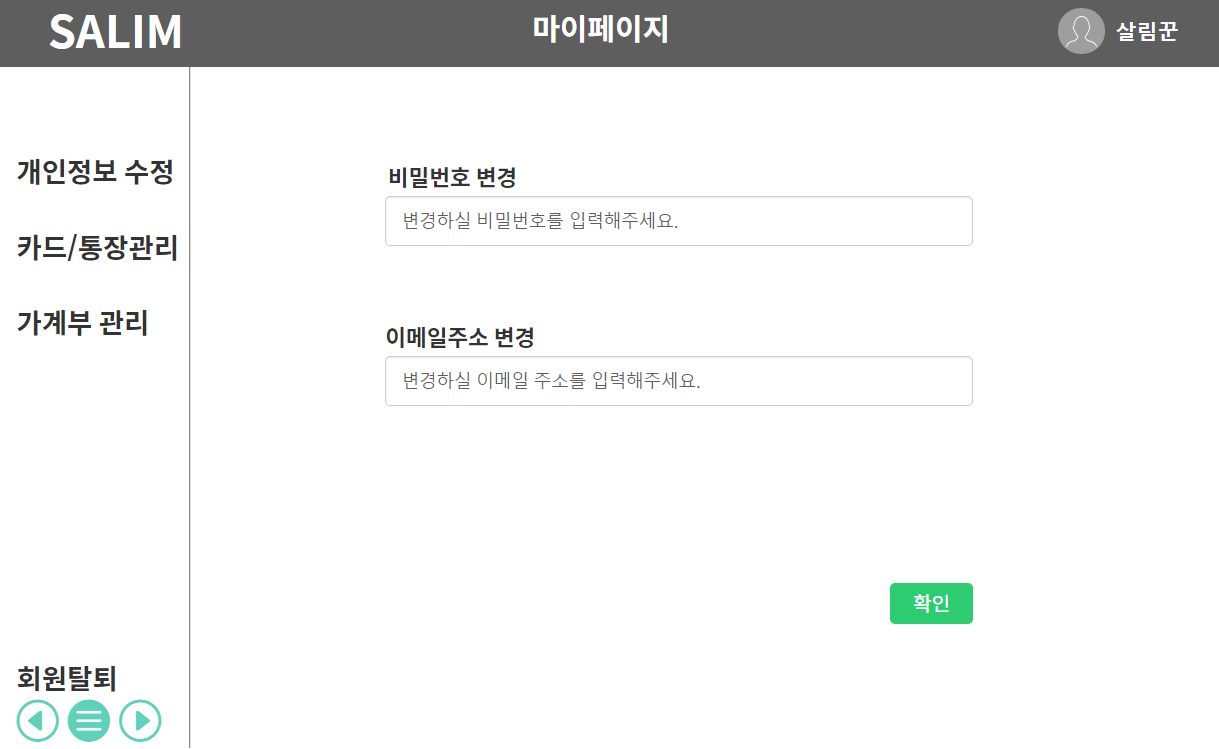 SALIM
마이페이지
살림꾼
개인정보 수정
카드/통장관리
가계부 관리
회원탈퇴
비밀번호 변경
변경하실 비밀번호를 입력해주세요.
이메일주소 변경
변경하실 이메일 주소를 입력해주세요.
확인